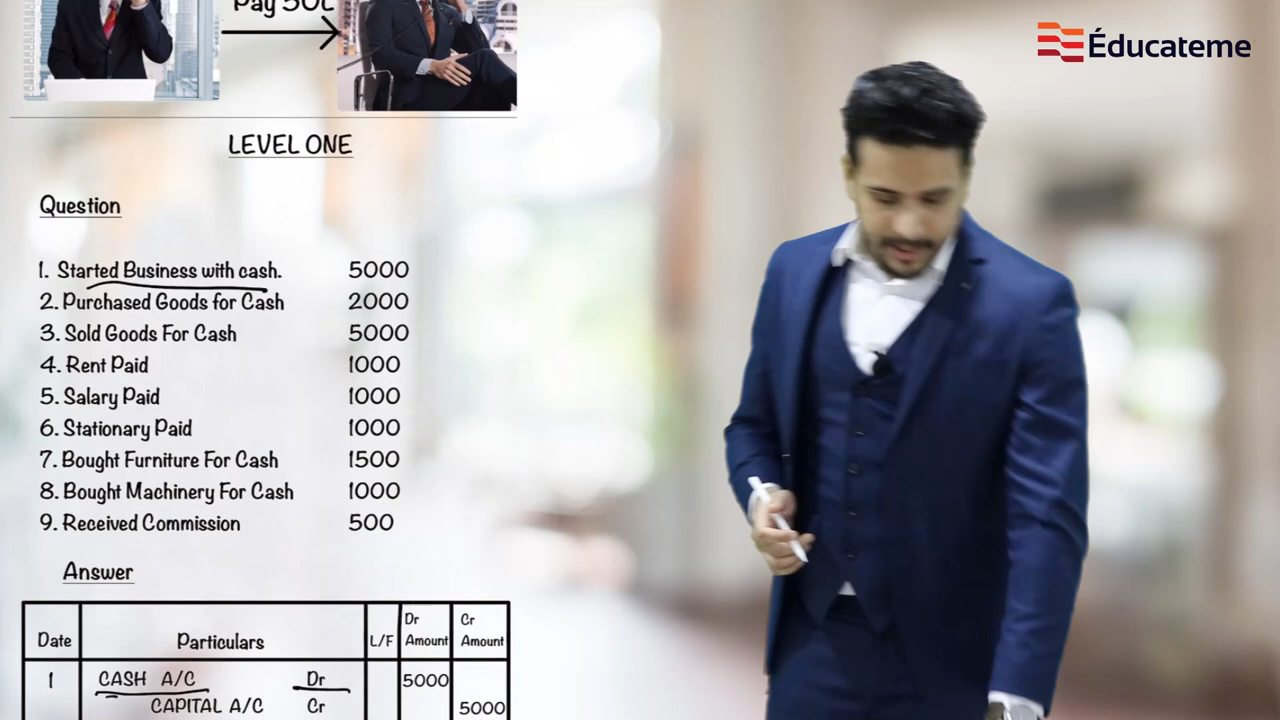 Pay 50L
Éducateme
LEVEL ONE
Question
1. Started Business with cash. 5000
2. Purchased Goods for Cash 2000
3. Sold Goods For Cash 5000
4. Rent Paid 1000
5. Salary Paid 1000
6. Stationary Paid 1000
7. Bought Furniture For Cash 1500
8. Bought Machinery For Cash 1000
9. Received Commission 500
Answer
Date Particulars L/F Dr Amount Cr Amount
1 CASH A/C Dr 5000
CAPITAL A/C Cr 5000